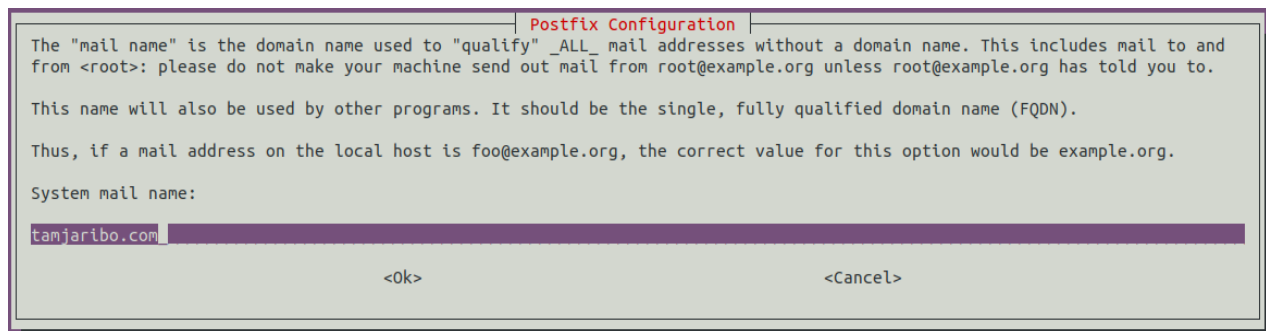 Postfix Configuration
The "mail name" is the domain name used to "qualify" _ALL_ mail addresses without a domain name. This includes mail to and
from <root>: please do not make your machine send out mail from root@example.org unless root@example.org has told you to.
This name will also be used by other programs. It should be the single, fully qualified domain name (FQDN).
Thus, if a mail address on the local host is foo@example.org, the correct value for this option would be example.org.
System mail name:
tamjaribo.com
<Ok> <Cancel>